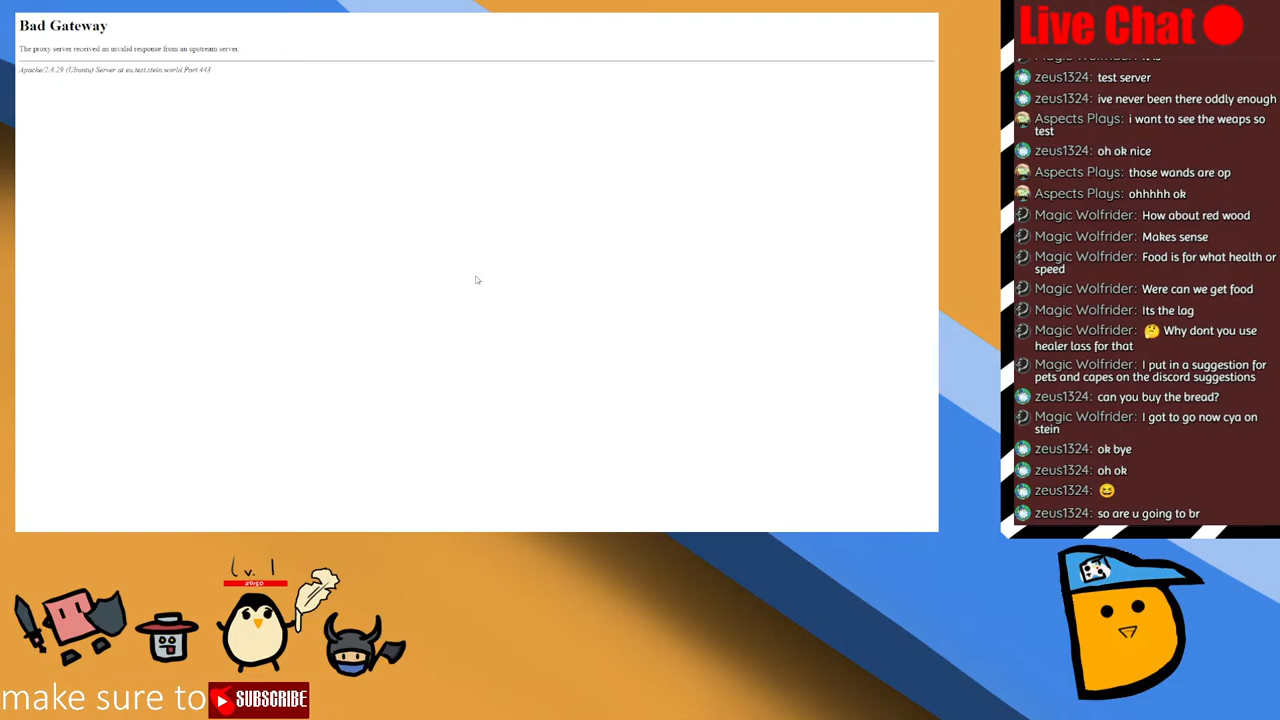 Bad Gateway
The proxy server received an invalid response from an upstream server.
Apache/2.4.29 (Ubuntu) Server at eu.test.stein.world Port 443
Live Chat
zeus1324: test server
zeus1324: ive never been there oddly enough
Aspects Plays: i want to see the weaps so
test
zeus1324: oh ok nice
Aspects Plays: those wands are op
Aspects Plays: ohhhhh ok
Magic Wolfrider: How about red wood
Magic Wolfrider: Makes sense
Magic Wolfrider: Food is for what health or
speed
Magic Wolfrider: Were can we get food
Magic Wolfrider: Its the lag
Magic Wolfrider: 🤔 Why dont you use
healer lass for that
Magic Wolfrider: I put in a suggestion for
pets and capes on the discord suggestions
zeus1324: can you buy the bread?
Magic Wolfrider: I got to go now cya on
stein
zeus1324: ok bye
zeus1324: oh ok
zeus1324: 😆
zeus1324: so are u going to br
Lv. 1
make sure to SUBSCRIBE